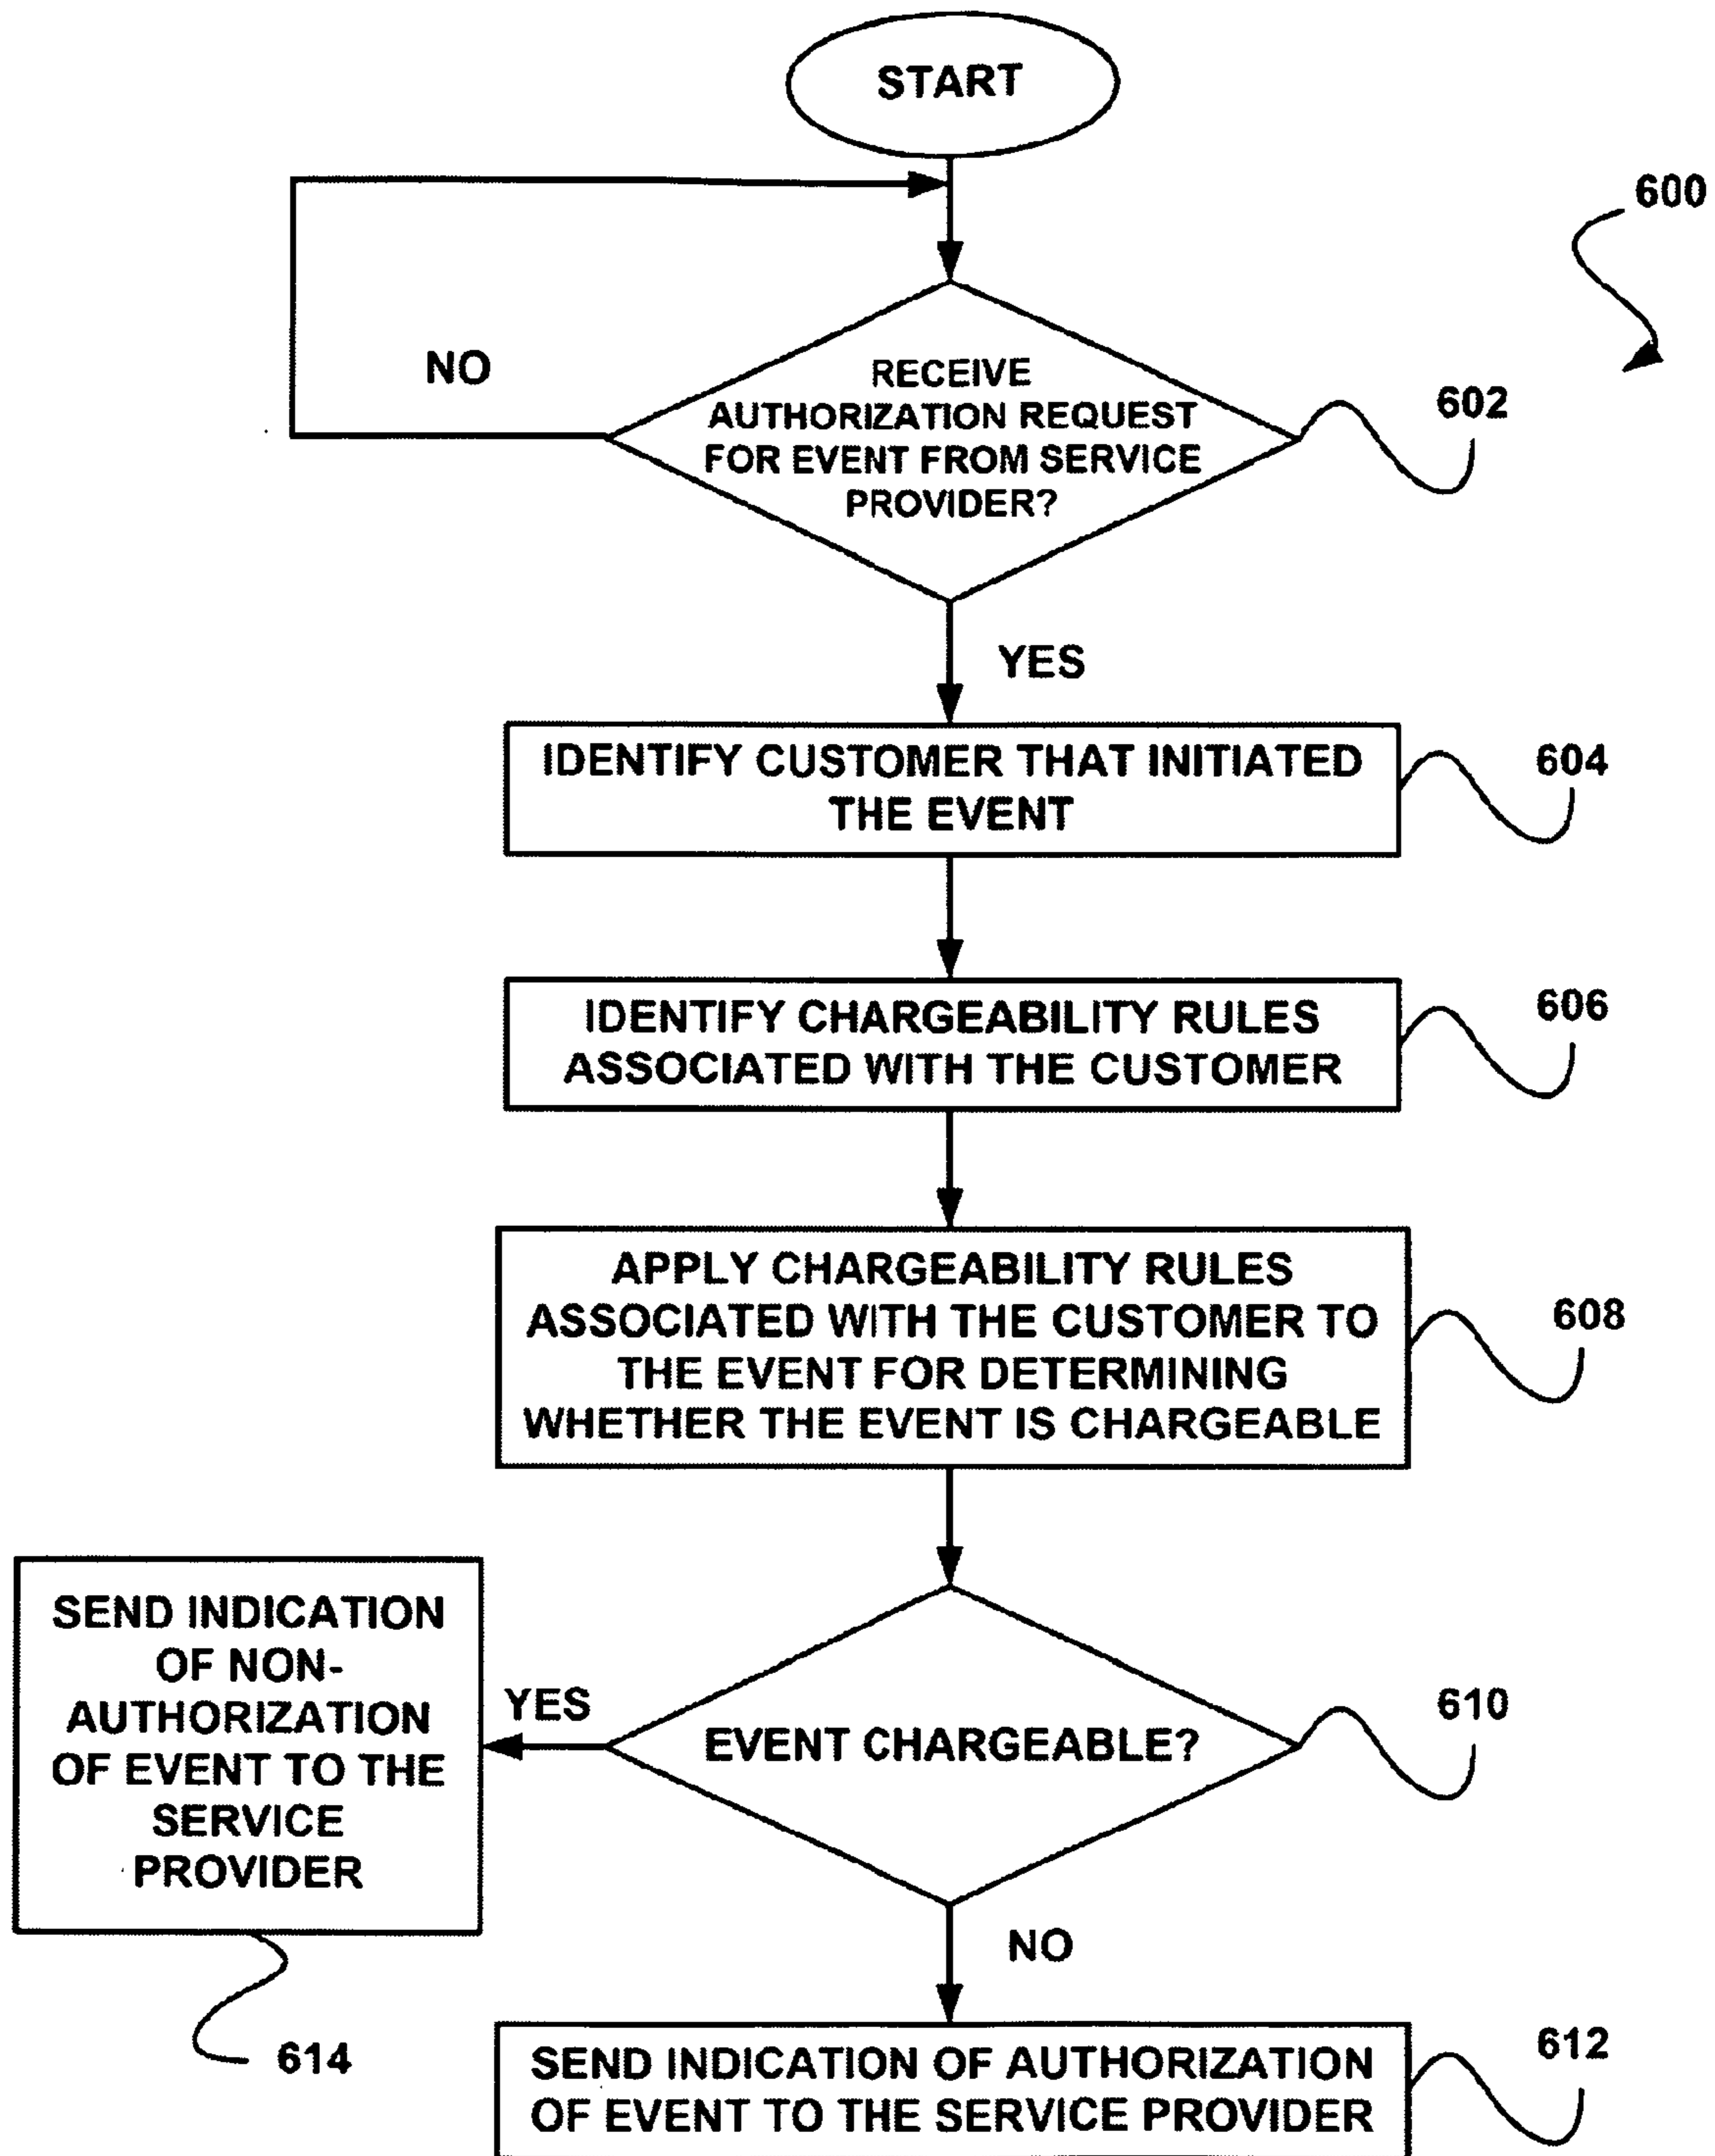 START
600
NO
RECEIVE
AUTHORIZATION REQUEST
FOR EVENT FROM SERVICE
PROVIDER?
602
YES
IDENTIFY CUSTOMER THAT INITIATED
THE EVENT
604
IDENTIFY CHARGEABILITY RULES
ASSOCIATED WITH THE CUSTOMER
606
APPLY CHARGEABILITY RULES
ASSOCIATED WITH THE CUSTOMER TO
THE EVENT FOR DETERMINING
WHETHER THE EVENT IS CHARGEABLE
608
EVENT CHARGEABLE?
610
YES
SEND INDICATION
OF NON-
AUTHORIZATION
OF EVENT TO THE
SERVICE
PROVIDER
614
NO
SEND INDICATION OF AUTHORIZATION
OF EVENT TO THE SERVICE PROVIDER
612